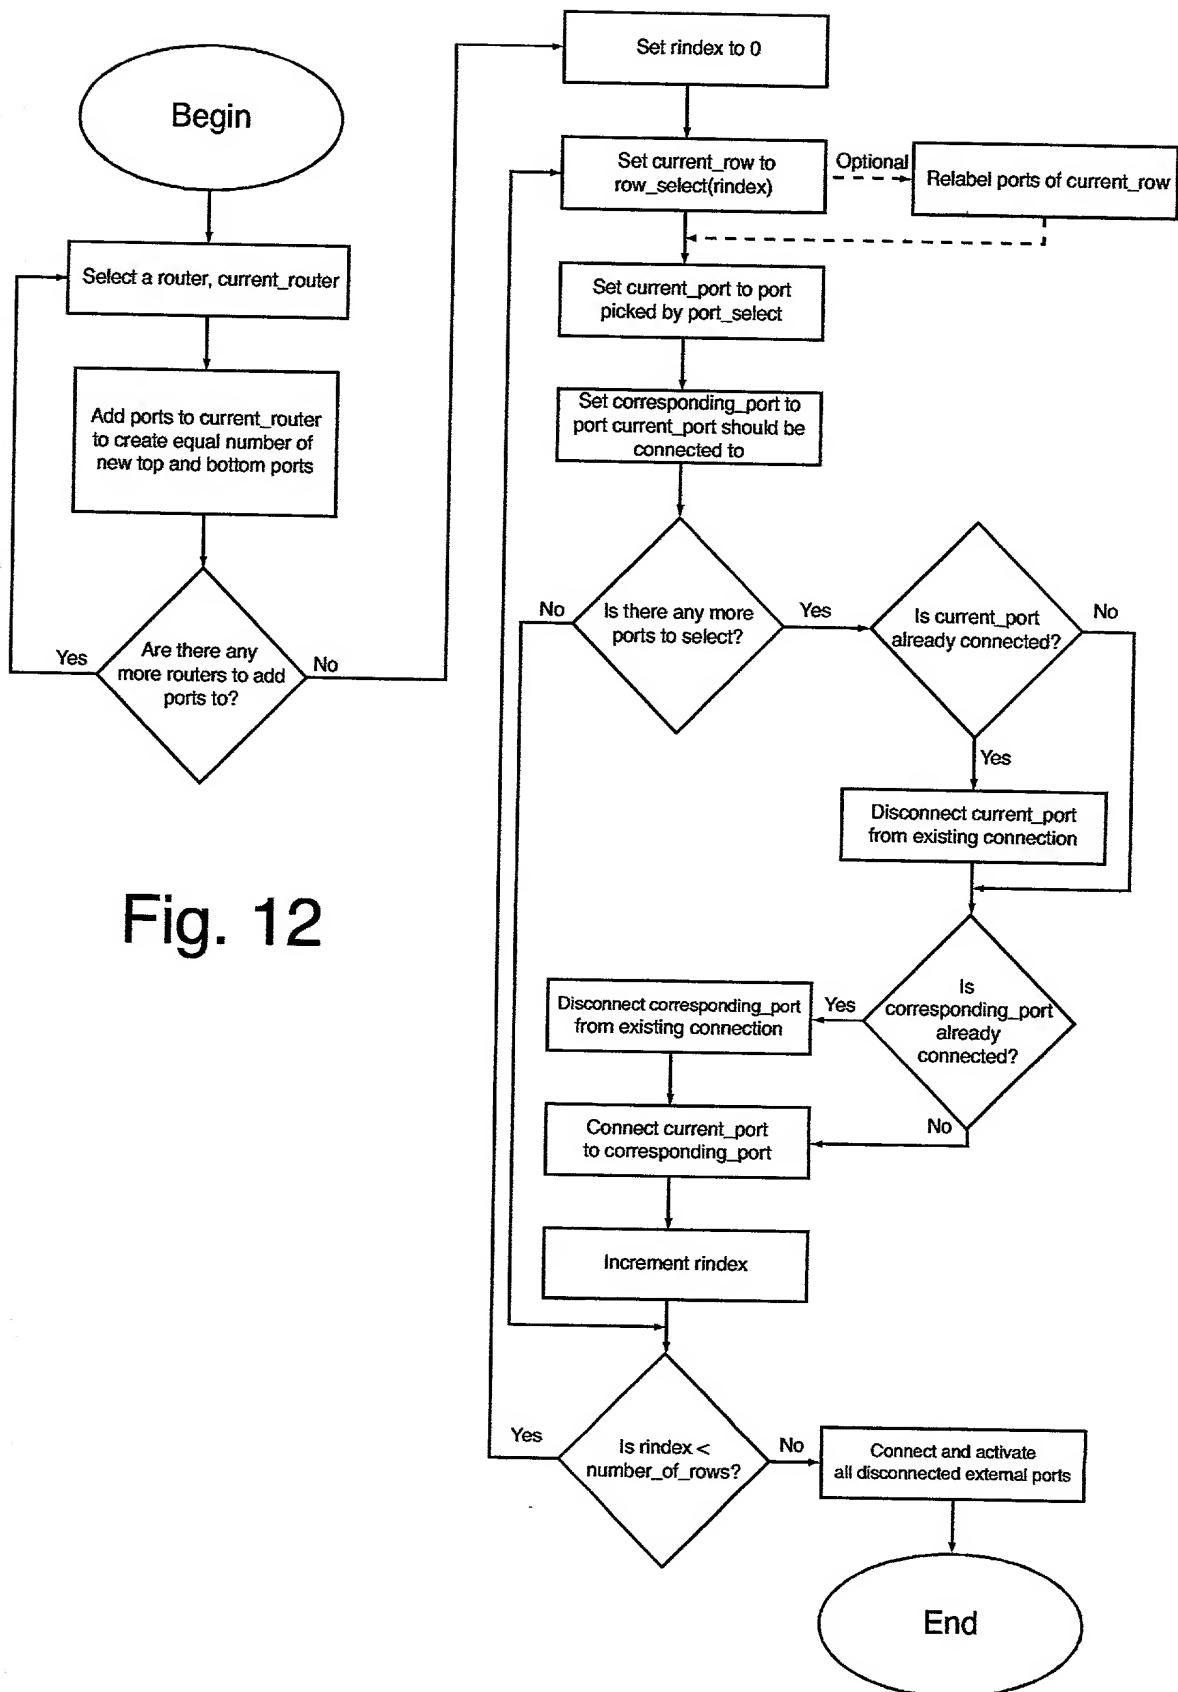 Begin
Select a router, current_router
Add ports to current_router
to create equal number of
new top and bottom ports
Are there any
more routers to add
ports to?
Yes
No
Set rindex to 0
Set current_row to
row_select(rindex)
Optional
Relabel ports of current_row
Set current_port to port
picked by port_select
Set corresponding_port to
port current_port should be
connected to
Is there any more
ports to select?
No
Yes
Is current_port
already connected?
No
Yes
Disconnect current_port
from existing connection
Is
corresponding_port
already
connected?
Yes
No
Disconnect corresponding_port
from existing connection
Connect current_port
to corresponding_port
Increment rindex
Is rindex <
number_of_rows?
Yes
No
Connect and activate
all disconnected external ports
End
Fig. 12